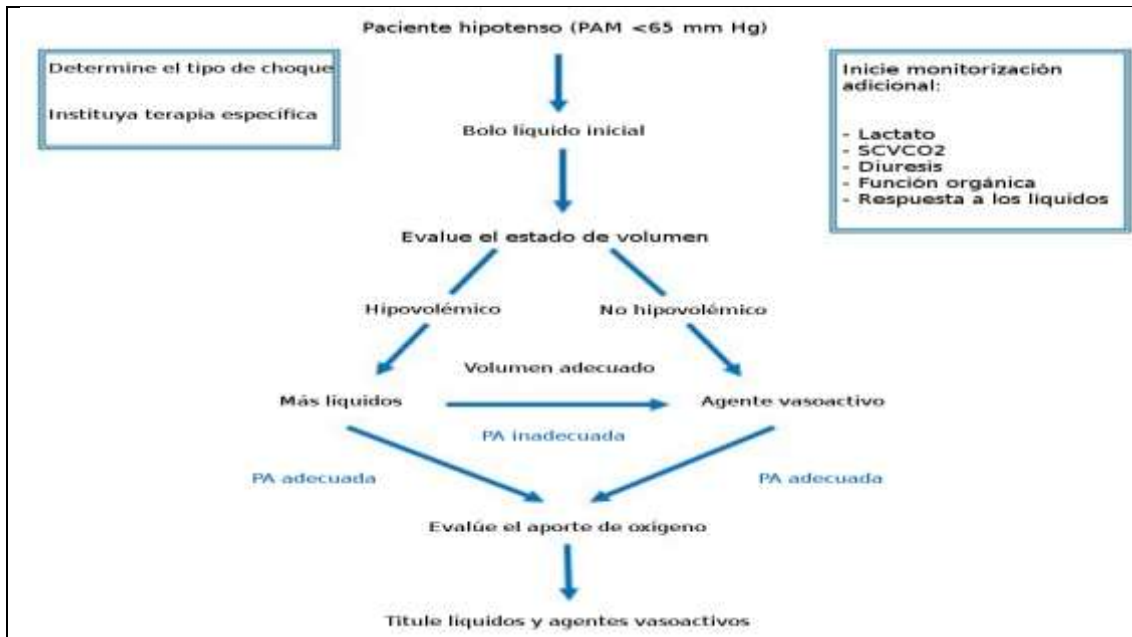 Paciente hipotenso (PAM <65 mm Hg)
Determine el tipo de choque
Instituya terapia específica
Inicie monitorización
adicional:
- Lactato
- SCVCO2
- Diuresis
- Función orgánica
- Respuesta a los líquidos
Bolo líquido inicial
Evalue el estado de volumen
Hipovolémico
No hipovolémico
Volumen adecuado
Más líquidos
Agente vasoactivo
PA inadecuada
PA adecuada
PA adecuada
Evalúe el aporte de oxígeno
Titule líquidos y agentes vasoactivos